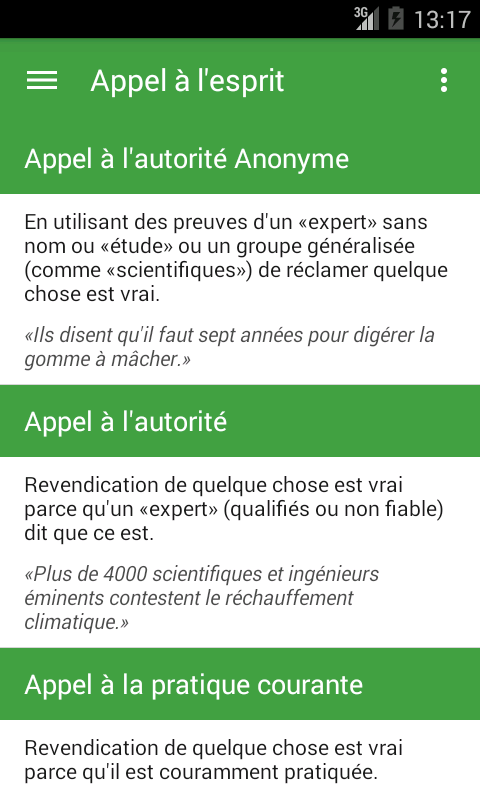 3G 13:17
Appel à l'esprit
Appel à l'autorité Anonyme
En utilisant des preuves d'un «expert» sans
nom ou «étude» ou un groupe généralisée
(comme «scientifiques») de réclamer quelque
chose est vrai.
«Ils disent qu'il faut sept années pour digérer la
gomme à mâcher.»
Appel à l'autorité
Revendication de quelque chose est vrai
parce qu'un «expert» (qualifiés ou non fiable)
dit que ce est.
«Plus de 4000 scientifiques et ingénieurs
éminents contestent le réchauffement
climatique.»
Appel à la pratique courante
Revendication de quelque chose est vrai
parce qu'il est couramment pratiquée.